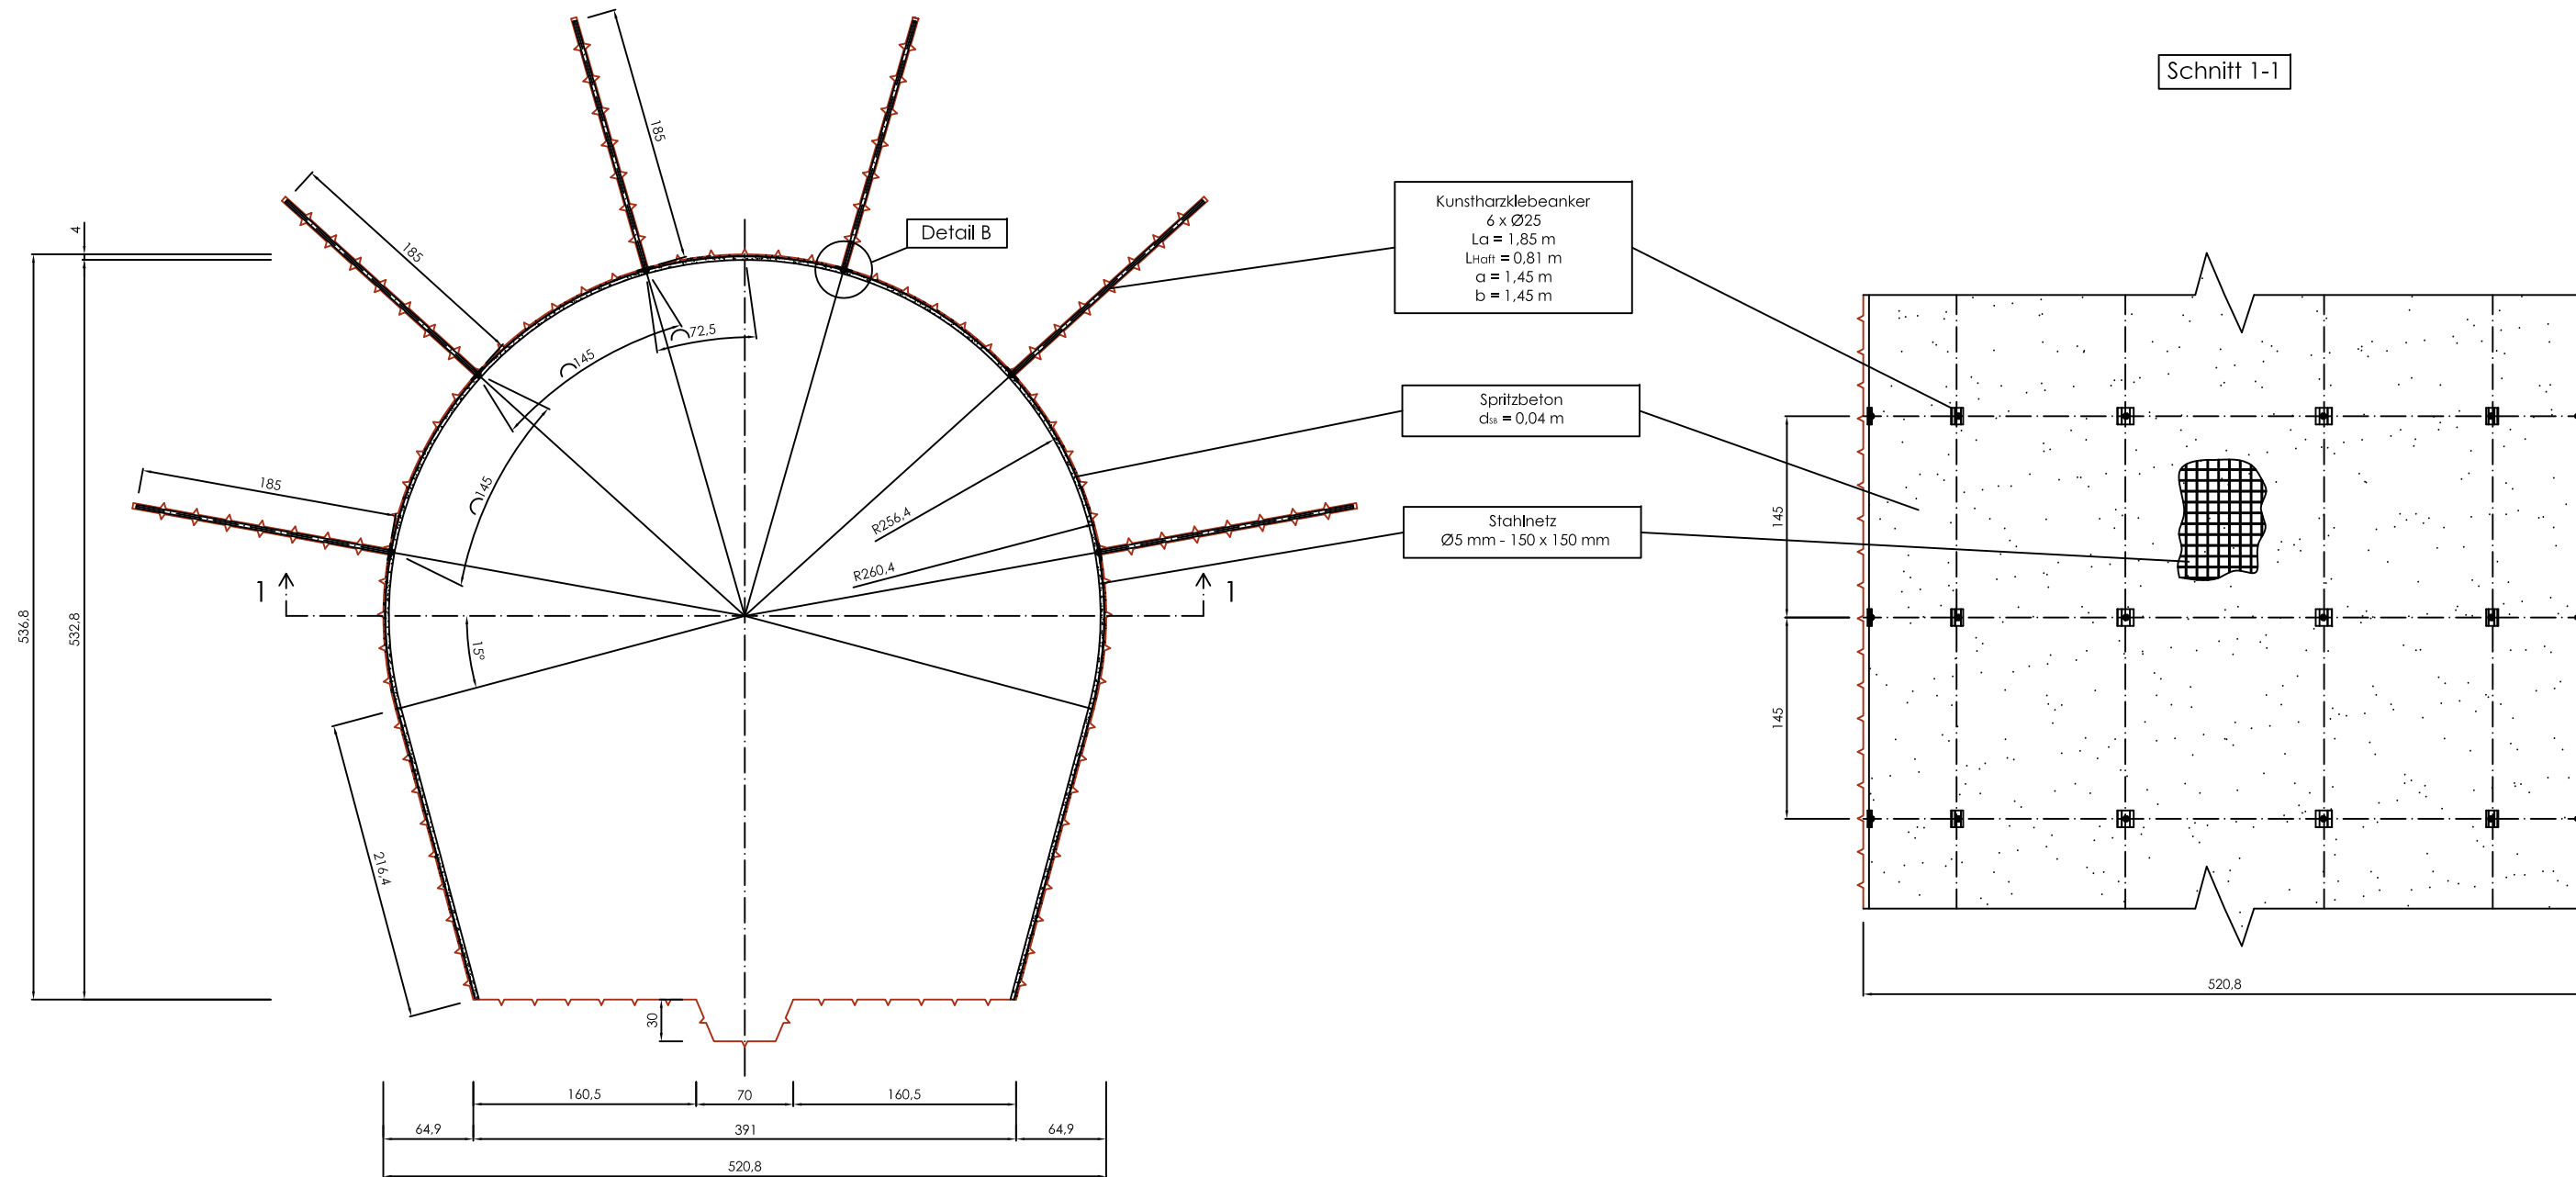 Schnitt 1-1
185
185
185
4
Detail B
72,5
145
145
R256,4
R260,4
1
1
15°
536,8
532,8
216,4
30
160,5
70
160,5
64,9
391
64,9
520,8
Kunstharzklebeanker
6 x Ø25
La = 1,85 m
LHaft = 0,81 m
a = 1,45 m
b = 1,45 m
Spritzbeton
dSB = 0,04 m
Stahlnetz
Ø5 mm - 150 x 150 mm
145
145
520,8